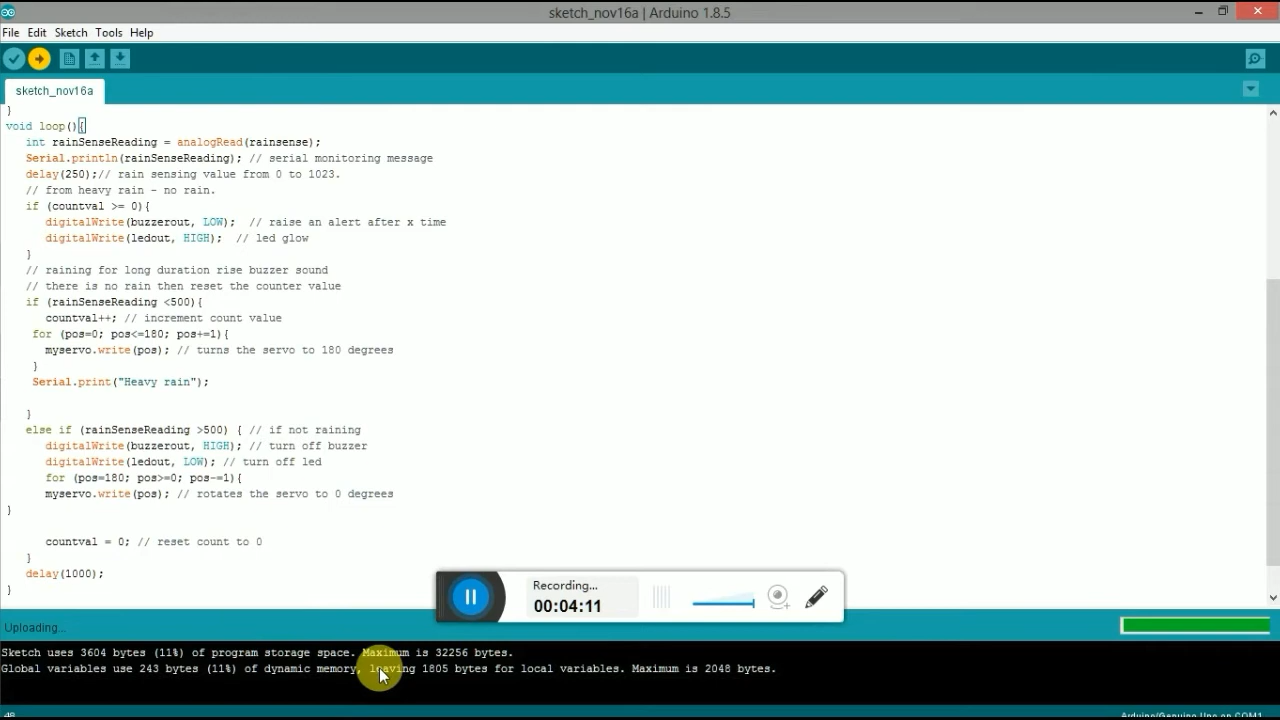 sketch_nov16a | Arduino 1.8.5
File Edit Sketch Tools Help
sketch_nov16a
}
void loop(){
int rainSenseReading = analogRead(rainsense);
Serial.println(rainSenseReading); // serial monitoring message
delay(250);// rain sensing value from 0 to 1023.
// from heavy rain - no rain.
if (countval >= 0){
digitalWrite(buzzerout, LOW);  // raise an alert after x time
digitalWrite(ledout, HIGH);  // led glow
}
// raining for long duration rise buzzer sound
// there is no rain then reset the counter value
if (rainSenseReading <500){
countval++; // increment count value
for (pos=0; pos<=180; pos+=1){
myservo.write(pos); // turns the servo to 180 degrees
}
Serial.print("Heavy rain");
}
else if (rainSenseReading >500) { // if not raining
digitalWrite(buzzerout, HIGH); // turn off buzzer
digitalWrite(ledout, LOW); // turn off led
for (pos=180; pos>=0; pos-=1){
myservo.write(pos); // rotates the servo to 0 degrees
}
countval = 0; // reset count to 0
}
delay(1000);
}
Recording...
00:04:11
Uploading...
Sketch uses 3604 bytes (11%) of program storage space. Maximum is 32256 bytes.
Global variables use 243 bytes (11%) of dynamic memory, leaving 1805 bytes for local variables. Maximum is 2048 bytes.
48
Arduino/Genuino Uno on COM1